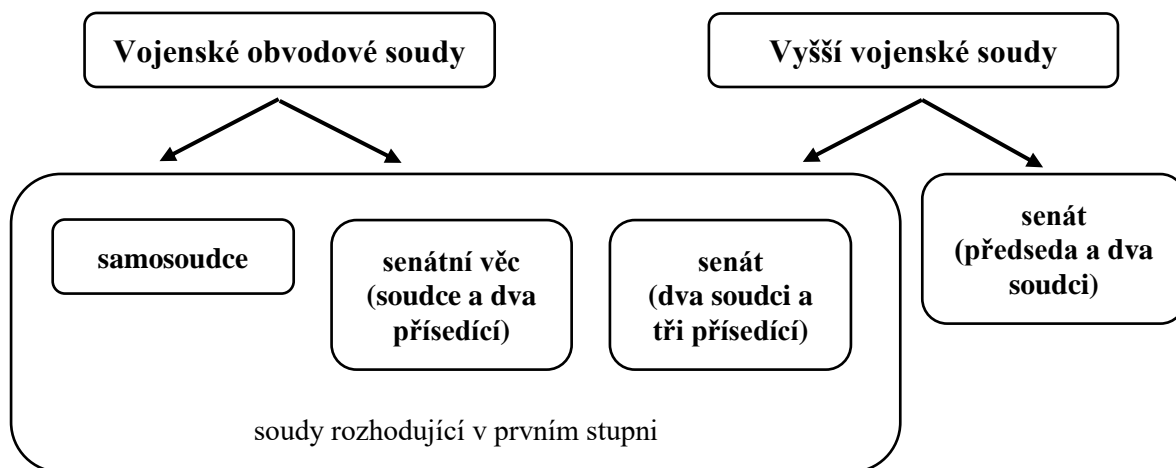 Vojenské obvodové soudy
Vyšší vojenské soudy
samosoudce
senátní věc
(soudce a dva
přísedící)
senát
(dva soudci a
tři přísedící)
senát
(předseda a dva
soudci)
soudy rozhodující v prvním stupni